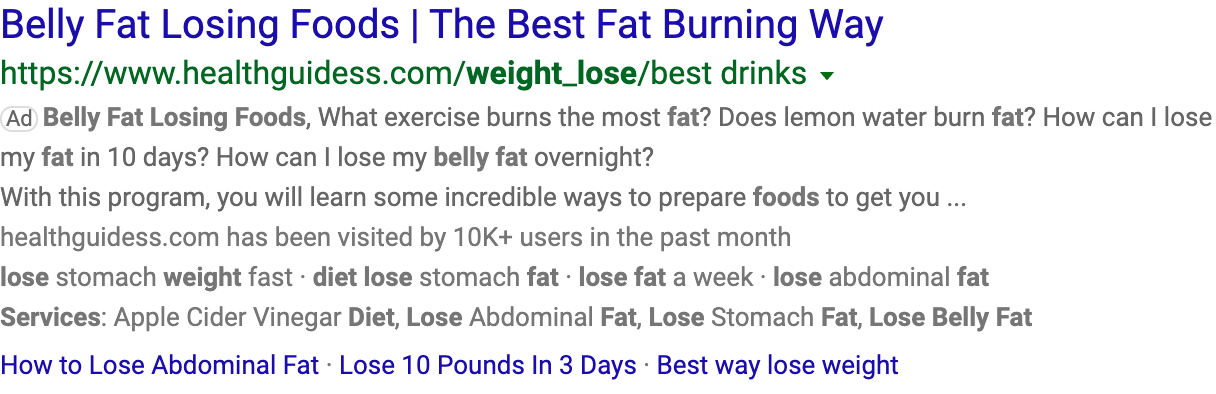 Belly Fat Losing Foods | The Best Fat Burning Way
https://www.healthguidess.com/weight_lose/best drinks
Ad Belly Fat Losing Foods, What exercise burns the most fat? Does lemon water burn fat? How can I lose
my fat in 10 days? How can I lose my belly fat overnight?
With this program, you will learn some incredible ways to prepare foods to get you ...
healthguidess.com has been visited by 10K+ users in the past month
lose stomach weight fast · diet lose stomach fat · lose fat a week · lose abdominal fat
Services: Apple Cider Vinegar Diet, Lose Abdominal Fat, Lose Stomach Fat, Lose Belly Fat
How to Lose Abdominal Fat · Lose 10 Pounds In 3 Days · Best way lose weight